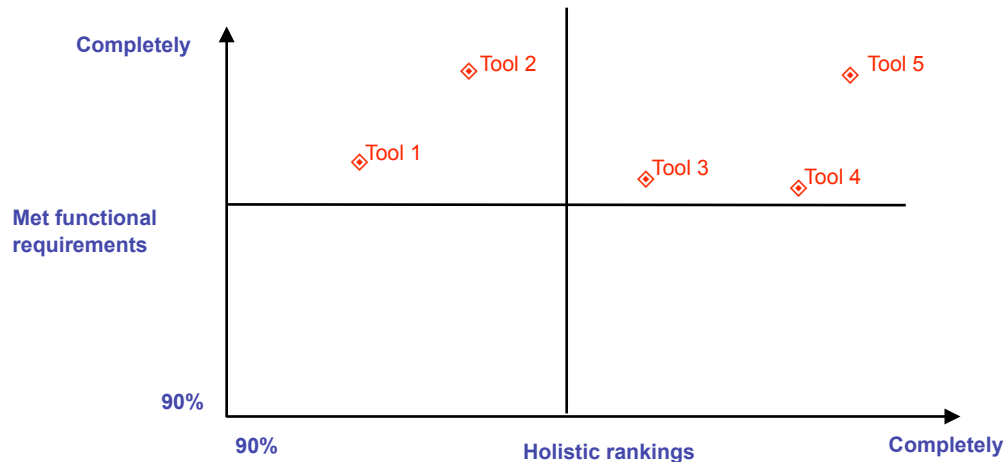 Completely
Tool 2
Tool 5
Tool 1
Tool 3
Tool 4
Met functional
requirements
90%
90%
Holistic rankings
Completely